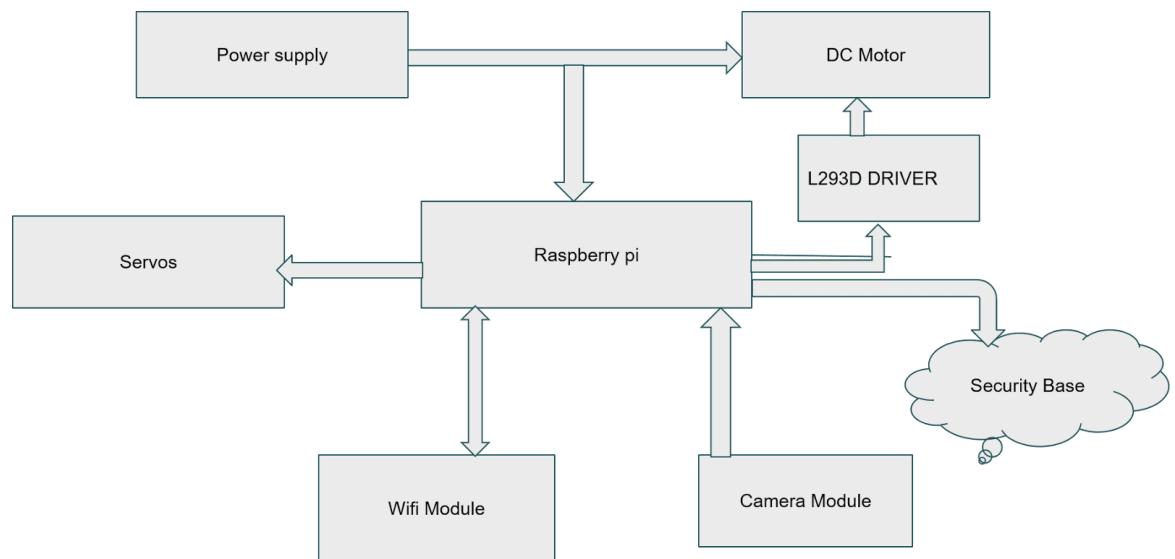 Power supply
DC Motor
L293D DRIVER
Servos
Raspberry pi
Security Base
Wifi Module
Camera Module